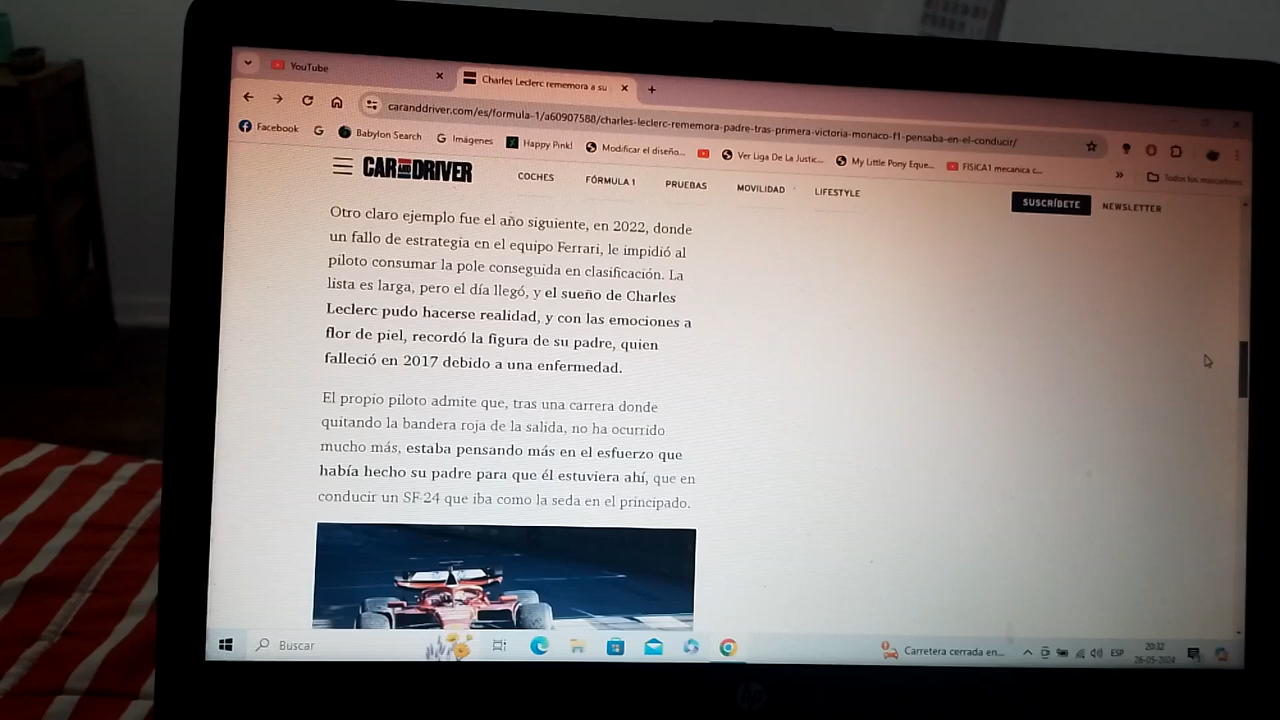 YouTube
Charles Leclerc rememora a su
caranddriver.com/es/formula-1/a60907588/charles-leclerc-rememora-padre-tras-primera-victoria-monaco-f1-pensaba-en-el-conducir/
Facebook
Babylon Search
Imágenes
Happy Pink!
Modificar el diseño...
Ver Liga De La Justic...
My Little Pony Eque...
FISICA1 mecanica c...
Todos los marcadores
CAR AND DRIVER
COCHES
FÓRMULA 1
PRUEBAS
MOVILIDAD
LIFESTYLE
SUSCRÍBETE
NEWSLETTER
Otro claro ejemplo fue el año siguiente, en 2022, donde
un fallo de estrategia en el equipo Ferrari, le impidió al
piloto consumar la pole conseguida en clasificación. La
lista es larga, pero el día llegó, y el sueño de Charles
Leclerc pudo hacerse realidad, y con las emociones a
flor de piel, recordó la figura de su padre, quien
falleció en 2017 debido a una enfermedad.
El propio piloto admite que, tras una carrera donde
quitando la bandera roja de la salida, no ha ocurrido
mucho más, estaba pensando más en el esfuerzo que
había hecho su padre para que él estuviera ahí, que en
conducir un SF-24 que iba como la seda en el principado.
Buscar
Carretera cerrada en...
ESP
20:32
26-05-2024
hp